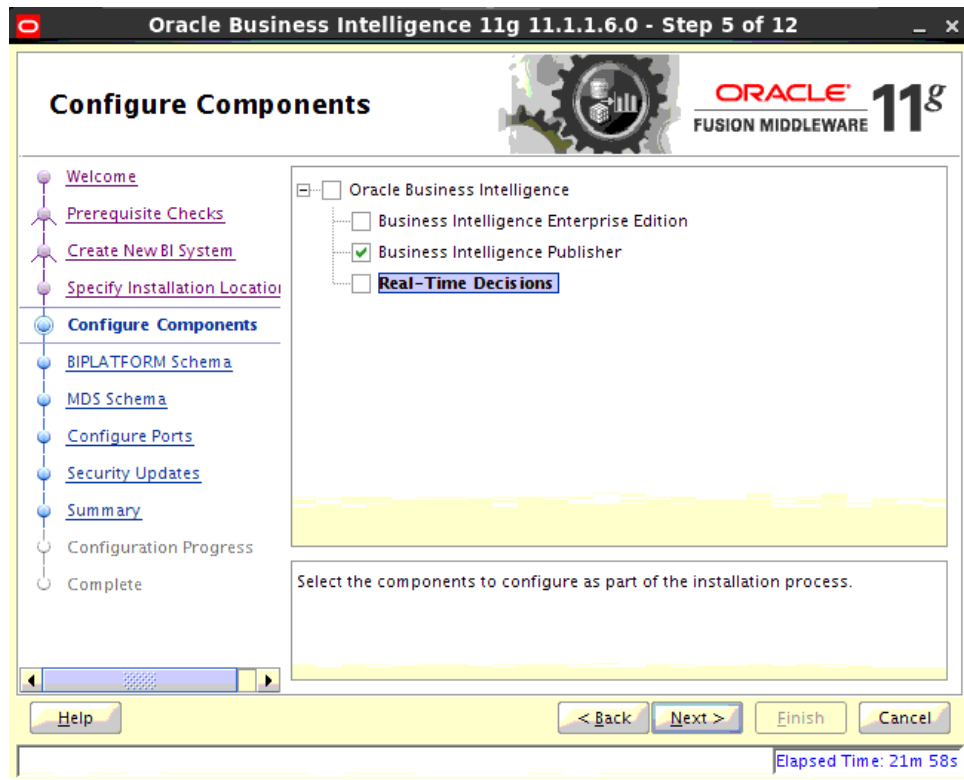 Oracle Business Intelligence 11g 11.1.1.6.0 - Step 5 of 12
Configure Components
ORACLE 11g
FUSION MIDDLEWARE
Welcome
Prerequisite Checks
Create New BI System
Specify Installation Location
Configure Components
BIPLATFORM Schema
MDS Schema
Configure Ports
Security Updates
Summary
Configuration Progress
Complete
Oracle Business Intelligence
Business Intelligence Enterprise Edition
Business Intelligence Publisher
Real-Time Decisions
Select the components to configure as part of the installation process.
Help
< Back
Next >
Finish
Cancel
Elapsed Time: 21m 58s